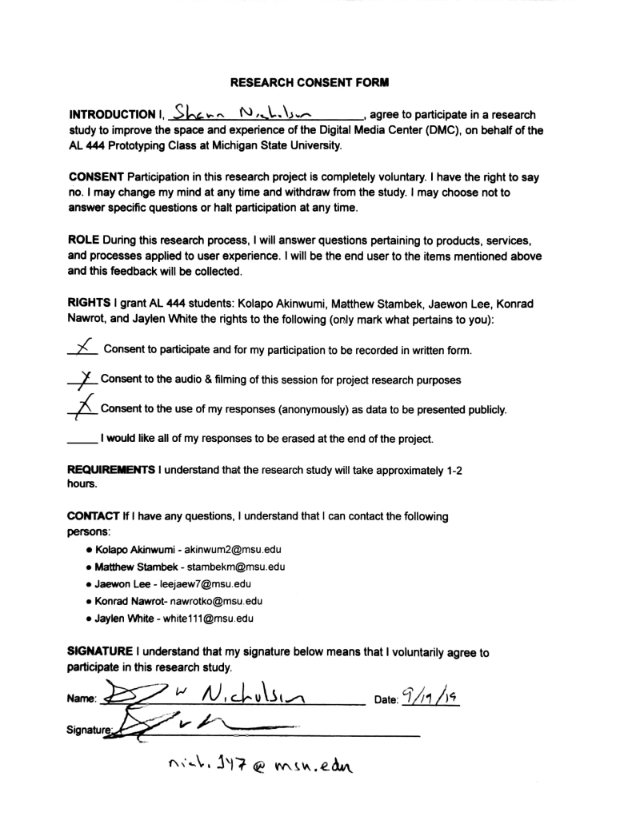 RESEARCH CONSENT FORM
INTRODUCTION I, Nicholson, agree to participate in a research
study to improve the space and experience of the Digital Media Center (DMC), on behalf of the
AL 444 Prototyping Class at Michigan State University.
CONSENT Participation in this research project is completely voluntary. I have the right to say
no. I may change my mind at any time and withdraw from the study. I may choose not to
answer specific questions or halt participation at any time.
ROLE During this research process, I will answer questions pertaining to products, services,
and processes applied to user experience. I will be the end user to the items mentioned above
and this feedback will be collected.
RIGHTS I grant AL 444 students: Kolapo Akinwumi, Matthew Stambek, Jaewon Lee, Konrad
Nawrot, and Jaylen White the rights to the following (only mark what pertains to you):
X Consent to participate and for my participation to be recorded in written form.
X Consent to the audio & filming of this session for project research purposes
X Consent to the use of my responses (anonymously) as data to be presented publicly.
I would like all of my responses to be erased at the end of the project.
REQUIREMENTS I understand that the research study will take approximately 1-2
hours.
CONTACT If I have any questions, I understand that I can contact the following
persons:
• Kolapo Akinwumi - akinwum2@msu.edu
• Matthew Stambek - stambekm@msu.edu
• Jaewon Lee - leejaew7@msu.edu
• Konrad Nawrot- nawrotko@msu.edu
• Jaylen White - white111@msu.edu
SIGNATURE I understand that my signature below means that I voluntarily agree to
participate in this research study.
Name: W Nicholson Date: 9/19/19
Signature:
@msu.edu